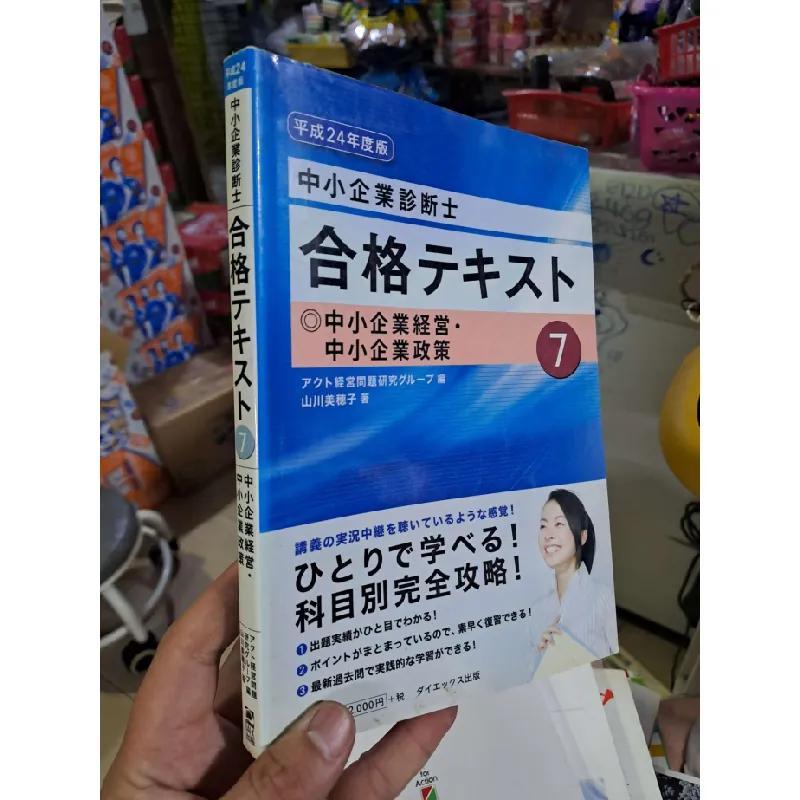 平成24年度版
中小企業診断士
合格テキスト
◎中小企業経営・
中小企業政策
7
アクト経営問題研究グループ 編
山川美穂子 著
講義の実況中継を聴いているような感覚!
ひとりで学べる!
科目別完全攻略!
1 出題実績がひと目でわかる!
2 ポイントがまとまっているので、素早く復習できる!
3 最新過去問で実践的な学習ができる!
2000円+税 ダイエックス出版
平成24
年度版
中小企業診断士
合格テキスト
7
中小企業経営・
中小企業政策
for
Action